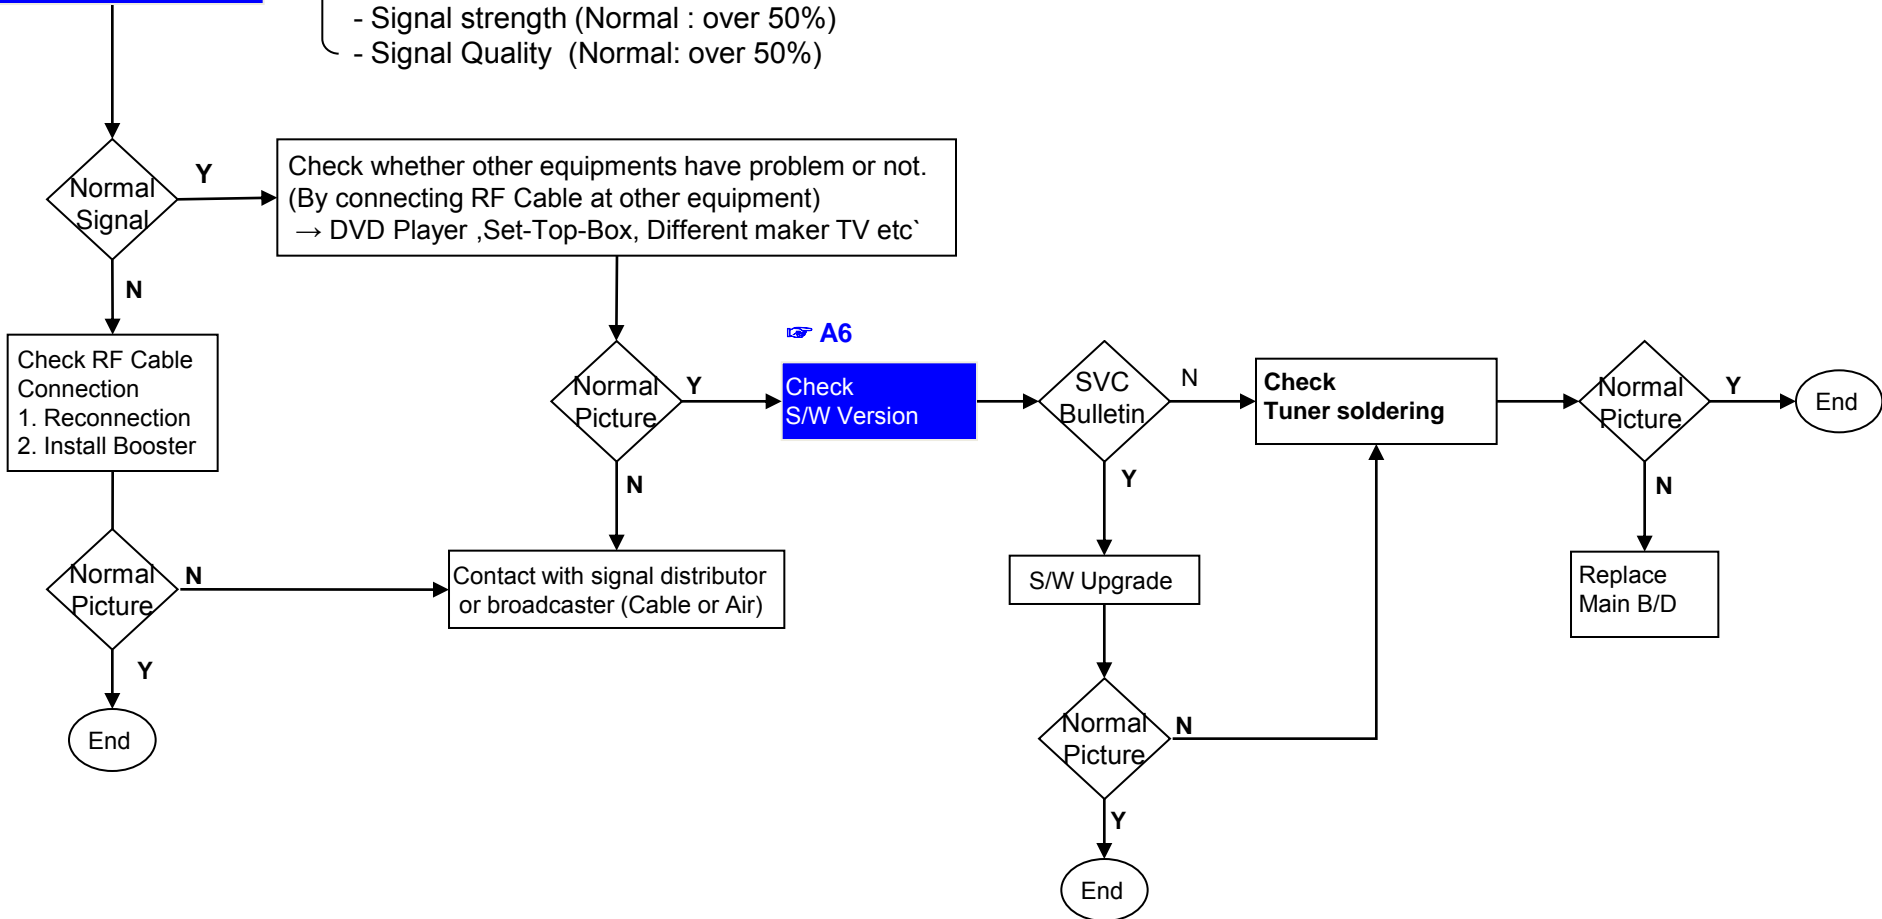 - Signal strength (Normal : over 50%)
- Signal Quality  (Normal: over 50%)
Normal
Signal
Y
N
Check whether other equipments have problem or not.
(By connecting RF Cable at other equipment)
→ DVD Player ,Set-Top-Box, Different maker TV etc`
Check RF Cable
Connection
1. Reconnection
2. Install Booster
Normal
Picture
N
Y
End
Normal
Picture
Y
N
Contact with signal distributor
or broadcaster (Cable or Air)
☞ A6
Check
S/W Version
SVC
Bulletin
N
Y
S/W Upgrade
Normal
Picture
N
Y
End
Check
Tuner soldering
Normal
Picture
Y
N
End
Replace
Main B/D